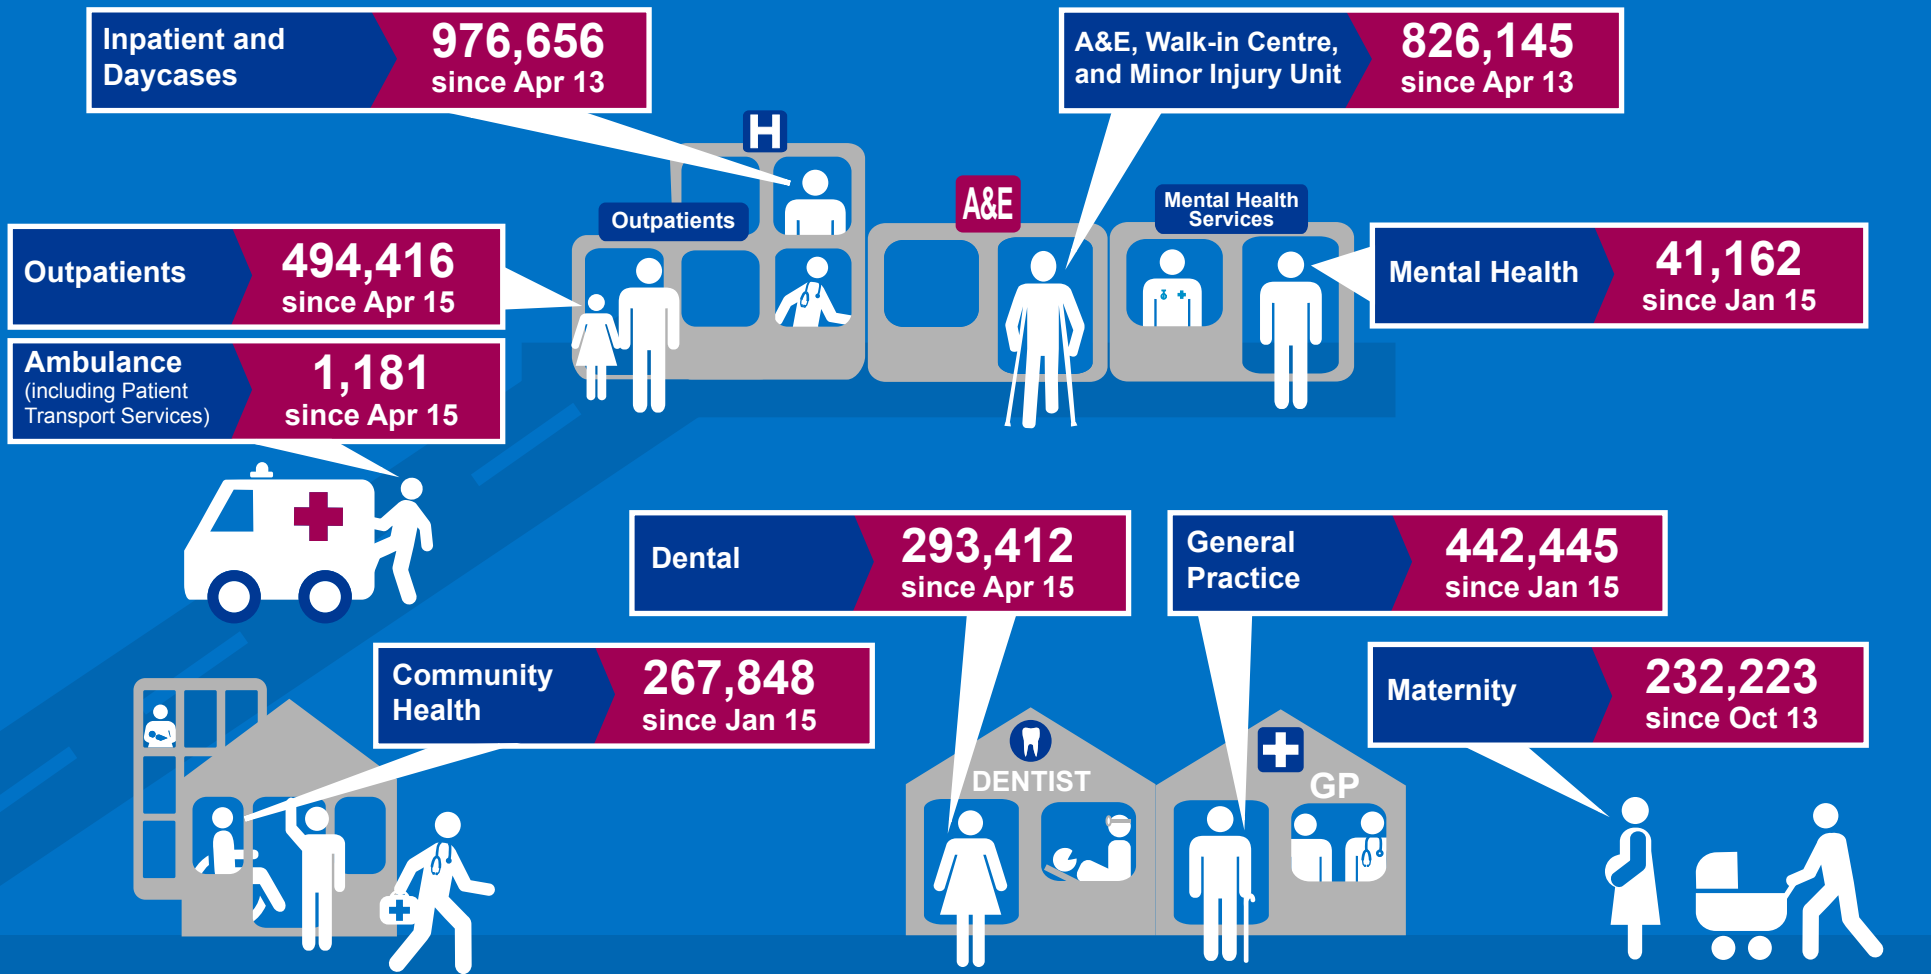 Inpatient and
Daycases
976,656
since Apr 13
A&E, Walk-in Centre,
and Minor Injury Unit
826,145
since Apr 13
H
Outpatients
A&E
Mental Health
Services
Outpatients
494,416
since Apr 15
Mental Health
41,162
since Jan 15
Ambulance
(including Patient
Transport Services)
1,181
since Apr 15
Dental
293,412
since Apr 15
General
Practice
442,445
since Jan 15
Community
Health
267,848
since Jan 15
Maternity
232,223
since Oct 13
DENTIST
GP